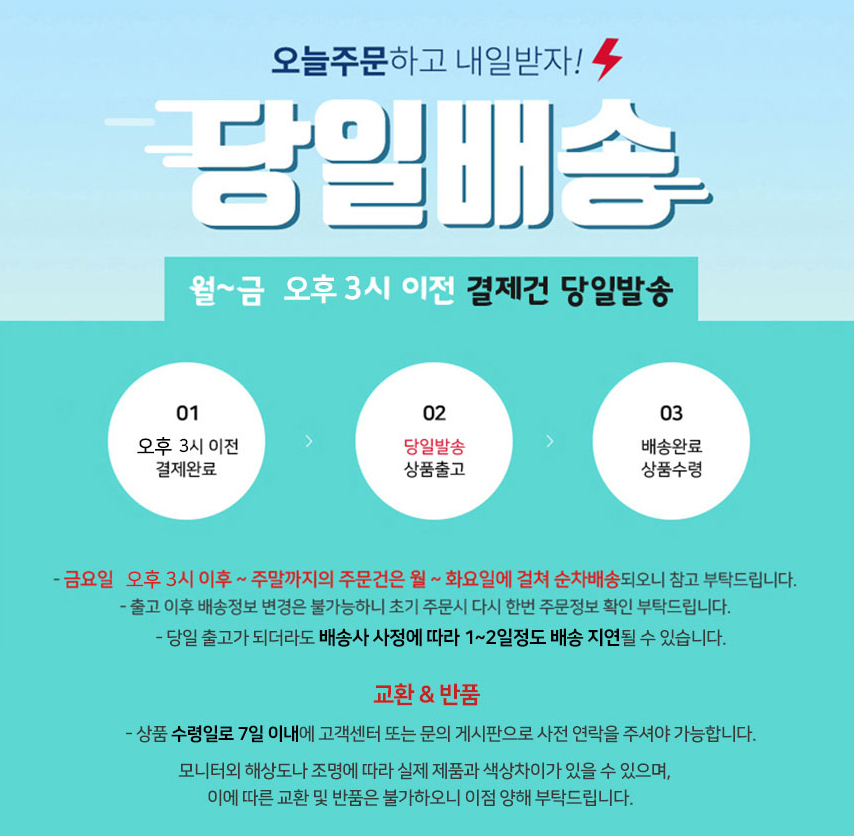 오늘주문하고 내일받자!
당일배송
월~금 오후 3시 이전 결제건 당일발송
01
오후 3시 이전
결제완료
02
당일발송
상품출고
03
배송완료
상품수령
- 금요일 오후 3시 이후 ~ 주말까지의 주문건은 월 ~ 화요일에 걸쳐 순차배송되오니 참고 부탁드립니다.
- 출고 이후 배송정보 변경은 불가능하니 초기 주문시 다시 한번 주문정보 확인 부탁드립니다.
- 당일 출고가 되더라도 배송사 사정에 따라 1~2일정도 배송 지연될 수 있습니다.
교환 & 반품
- 상품 수령일로 7일 이내에 고객센터 또는 문의 게시판으로 사전 연락을 주셔야 가능합니다.
모니터외 해상도나 조명에 따라 실제 제품과 색상차이가 있을 수 있으며,
이에 따른 교환 및 반품은 불가하오니 이점 양해 부탁드립니다.